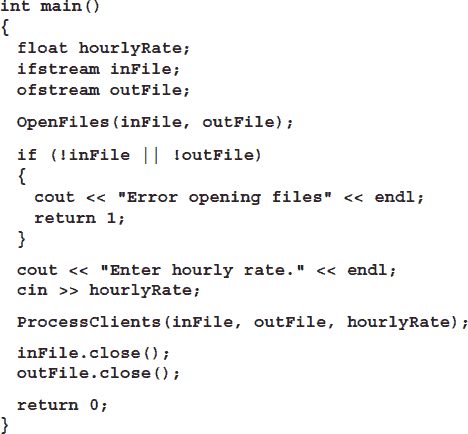 int main()
{
  float hourlyRate;
  ifstream inFile;
  ofstream outFile;
  OpenFiles(inFile, outFile);
  if (!inFile || !outFile)
  {
    cout << "Error opening files" << endl;
    return 1;
  }
  cout << "Enter hourly rate." << endl;
  cin >> hourlyRate;
  ProcessClients(inFile, outFile, hourlyRate);
  inFile.close();
  outFile.close();
  return 0;
}